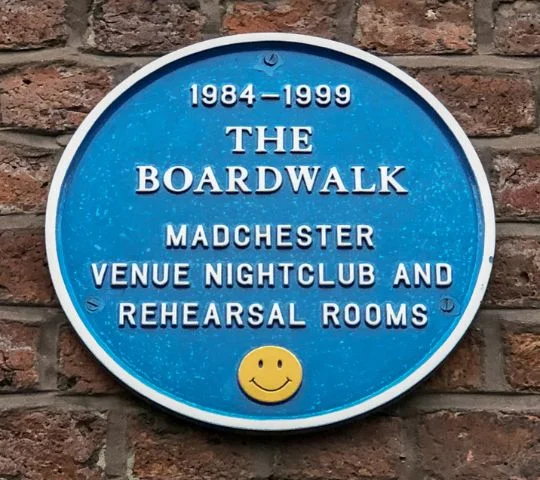 1984–1999
THE
BOARDWALK
MADCHESTER
VENUE NIGHTCLUB AND
REHEARSAL ROOMS